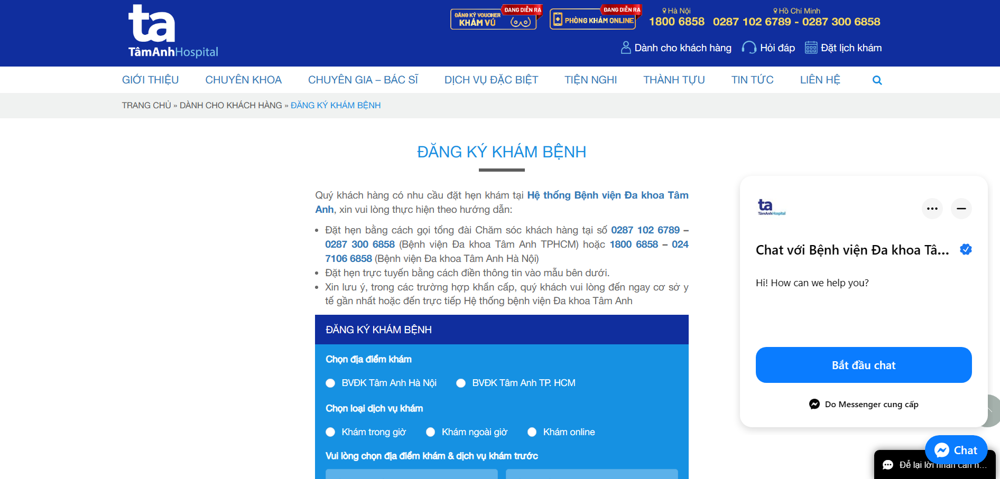 ta
TâmAnhHospital
ĐĂNG KÝ VOUCHER
KHÁM VÚ
ĐANG DIỄN RA
PHÒNG KHÁM ONLINE
ĐANG DIỄN RA
Hà Nội
1800 6858
Hồ Chí Minh
0287 102 6789 - 0287 300 6858
Dành cho khách hàng
Hỏi đáp
Đặt lịch khám
GIỚI THIỆU
CHUYÊN KHOA
CHUYÊN GIA – BÁC SĨ
DỊCH VỤ ĐẶC BIỆT
TIỆN NGHI
THÀNH TỰU
TIN TỨC
LIÊN HỆ
TRANG CHỦ » DÀNH CHO KHÁCH HÀNG » ĐĂNG KÝ KHÁM BỆNH
ĐĂNG KÝ KHÁM BỆNH
Quý khách hàng có nhu cầu đặt hẹn khám tại Hệ thống Bệnh viện Đa khoa Tâm
Anh, xin vui lòng thực hiện theo hướng dẫn:
• Đặt hẹn bằng cách gọi tổng đài Chăm sóc khách hàng tại số 0287 102 6789 –
0287 300 6858 (Bệnh viện Đa khoa Tâm Anh TPHCM) hoặc 1800 6858 – 024
7106 6858 (Bệnh viện Đa khoa Tâm Anh Hà Nội)
• Đặt hẹn trực tuyến bằng cách điền thông tin vào mẫu bên dưới.
• Xin lưu ý, trong các trường hợp khẩn cấp, quý khách vui lòng đến ngay cơ sở y
tế gần nhất hoặc đến trực tiếp Hệ thống bệnh viện Đa khoa Tâm Anh
ĐĂNG KÝ KHÁM BỆNH
Chọn địa điểm khám
BVĐK Tâm Anh Hà Nội
BVĐK Tâm Anh TP. HCM
Chọn loại dịch vụ khám
Khám trong giờ
Khám ngoài giờ
Khám online
Vui lòng chọn địa điểm khám & dịch vụ khám trước
ta
TâmAnhHospital
Chat với Bệnh viện Đa khoa Tâ...
Hi! How can we help you?
Bắt đầu chat
Do Messenger cung cấp
Chat
Để lại lời nhắn cần n...